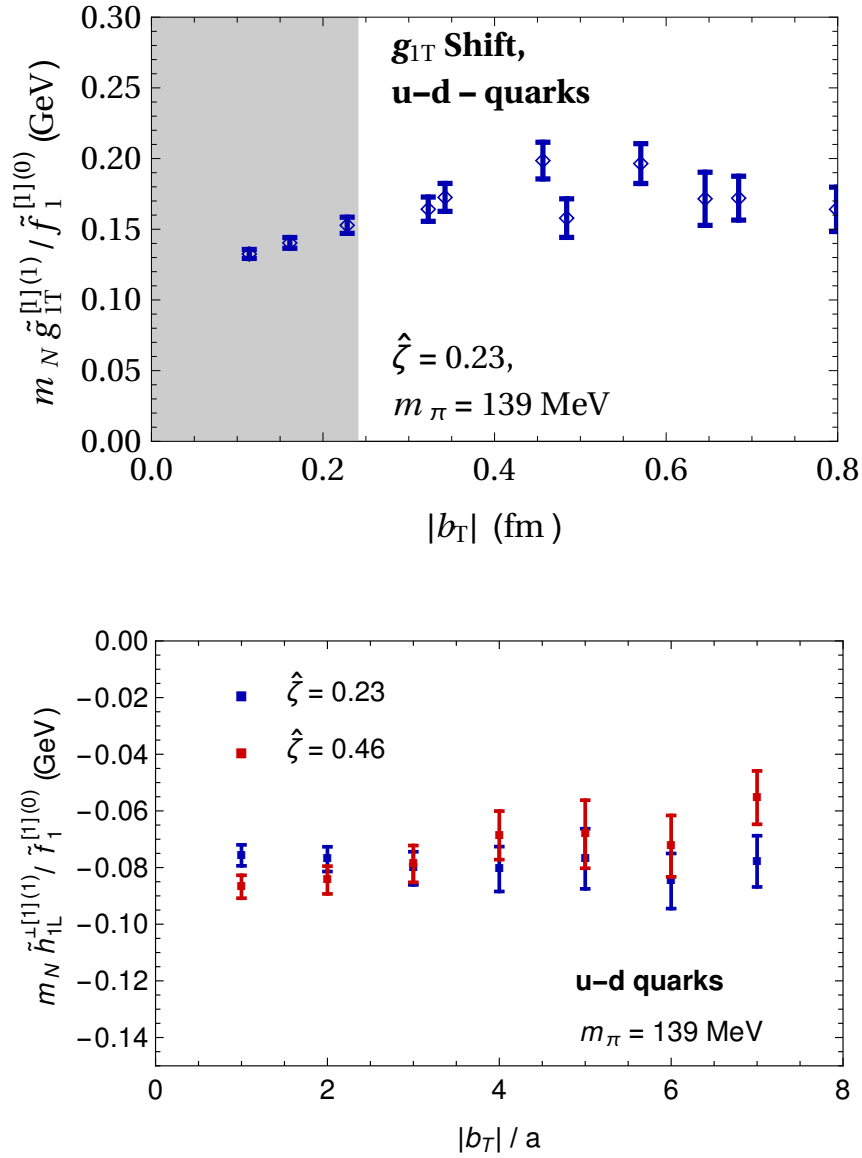 0.30
0.25
0.20
0.15
0.10
0.05
0.00
m_N g̃_{1T}^{[1](1)} / f̃_1^{[1](0)} (GeV)
g_{1T} Shift,
u-d-quarks
ζ̂ = 0.23,
m_π = 139 MeV
0.0 0.2 0.4 0.6 0.8
|b_T| (fm)
0.00
-0.02
-0.04
-0.06
-0.08
-0.10
-0.12
-0.14
m_N h̃_{1L}^{⊥[1](1)} / f̃_1^{[1](0)} (GeV)
ζ̂ = 0.23
ζ̂ = 0.46
u-d quarks
m_π = 139 MeV
0 2 4 6 8
|b_T| / a